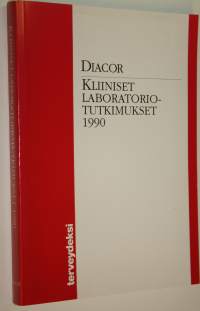 DIACOR
KLIINISET
LABORATORIO-
TUTKIMUKSET
1990
terveydeksi